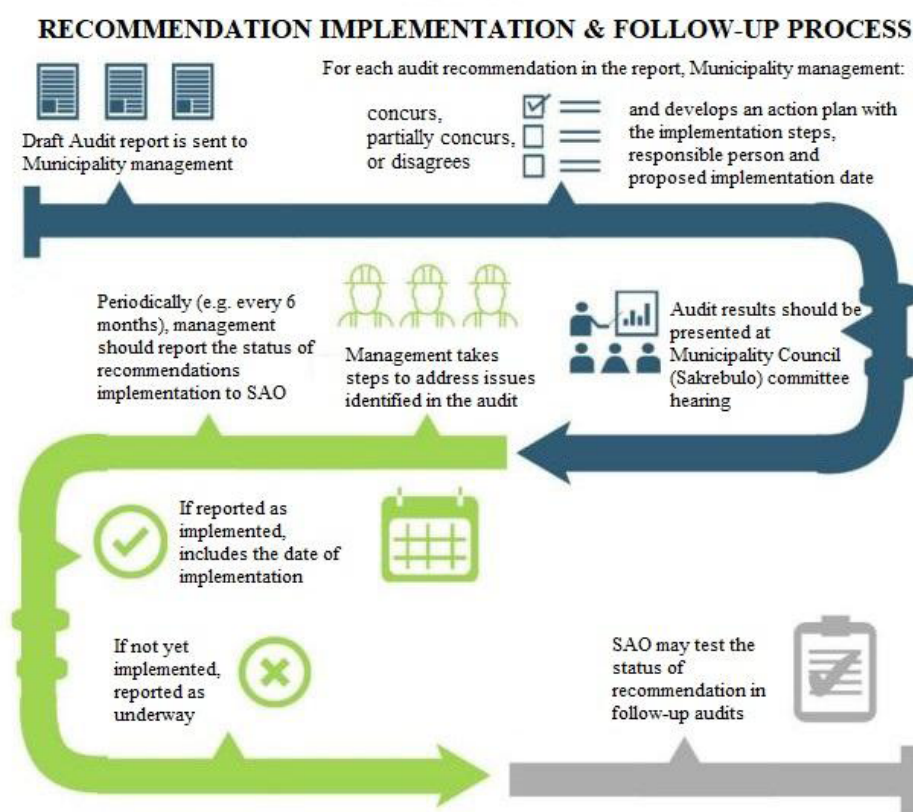 RECOMMENDATION IMPLEMENTATION & FOLLOW-UP PROCESS
Draft Audit report is sent to
Municipality management
For each audit recommendation in the report, Municipality management:
concurs,
partially concurs,
or disagrees
and develops an action plan with
the implementation steps,
responsible person and
proposed implementation date
Audit results should be
presented at
Municipality Council
(Sakrebulo) committee
hearing
Management takes
steps to address issues
identified in the audit
Periodically (e.g. every 6
months), management
should report the status of
recommendations
implementation to SAO
If reported as
implemented,
includes the date of
implementation
If not yet
implemented,
reported as
underway
SAO may test the
status of
recommendation in
follow-up audits